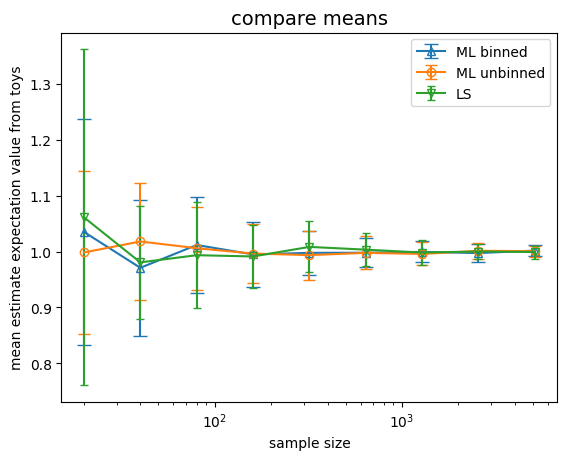 compare means
ML binned
ML unbinned
LS
mean estimate expectation value from toys
1.3
1.2
1.1
1.0
0.9
0.8
10²
10³
sample size